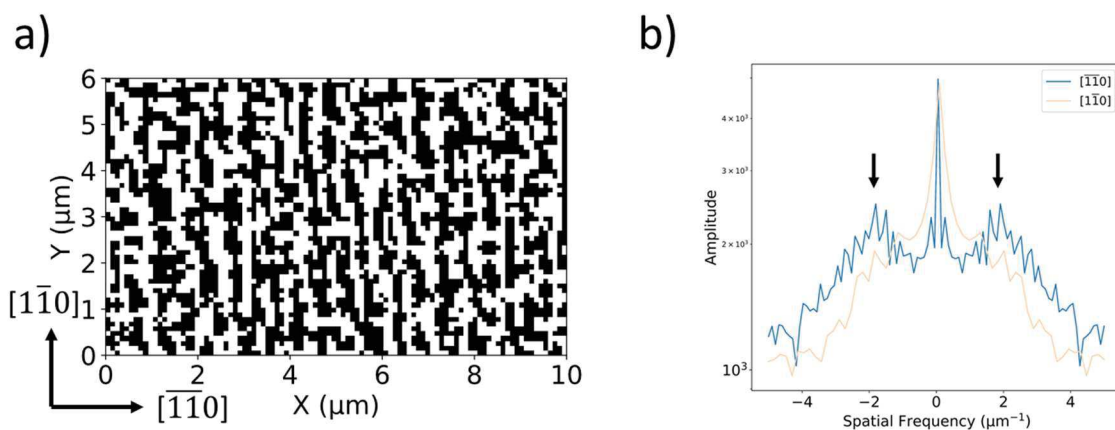 a)
6
5
4
3
2
1
0
Y (μm)
0 2 4 6 8 10
X (μm)
[11̅0]
[1̅1̅0]
b)
[1̅1̅0]
[11̅0]
4 × 10³
3 × 10³
2 × 10³
10³
Amplitude
−4 −2 0 2 4
Spatial Frequency (μm⁻¹)